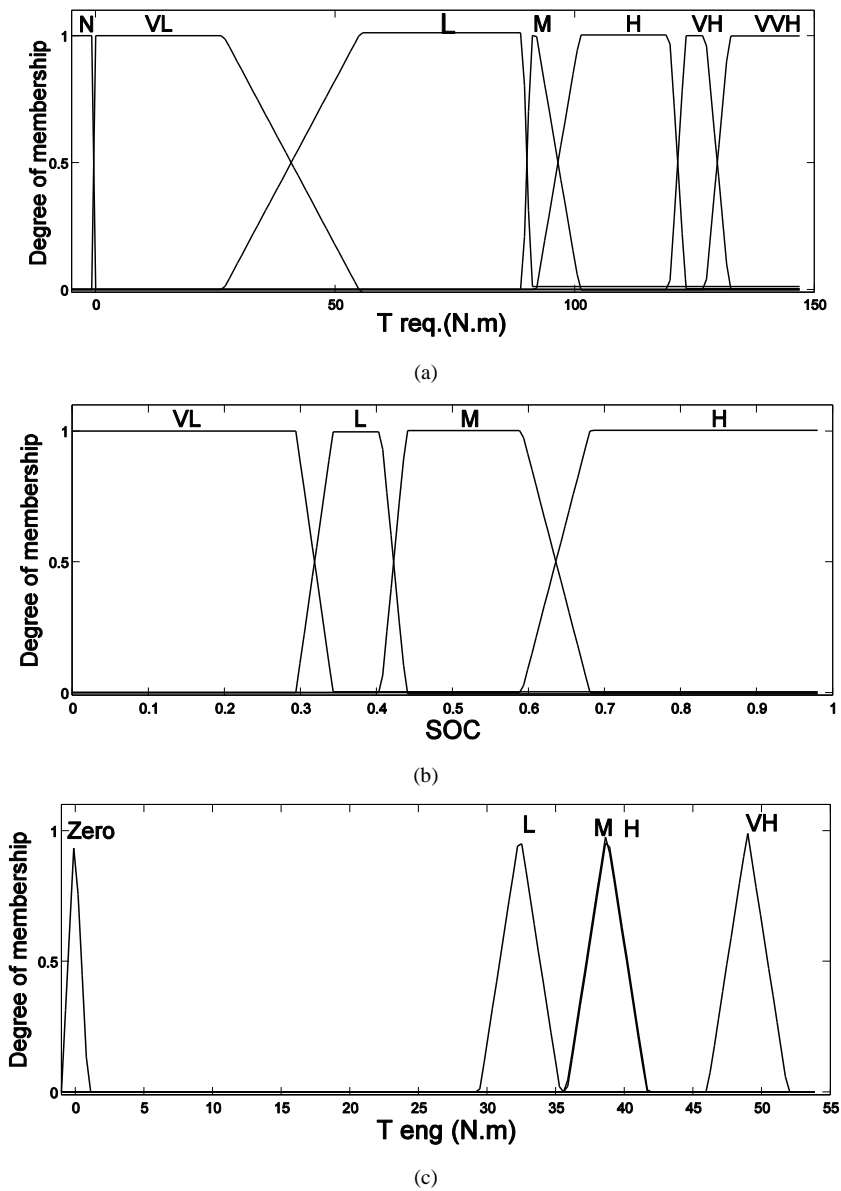 N VL L M H VH VVH
1
0.5
0
Degree of membership
0 50 100 150
T req.(N.m)
(a)
VL L M H
1
0.5
0
Degree of membership
0 0.1 0.2 0.3 0.4 0.5 0.6 0.7 0.8 0.9 1
SOC
(b)
Zero L M H VH
1
0.5
0
Degree of membership
0 5 10 15 20 25 30 35 40 45 50 55
T eng (N.m)
(c)